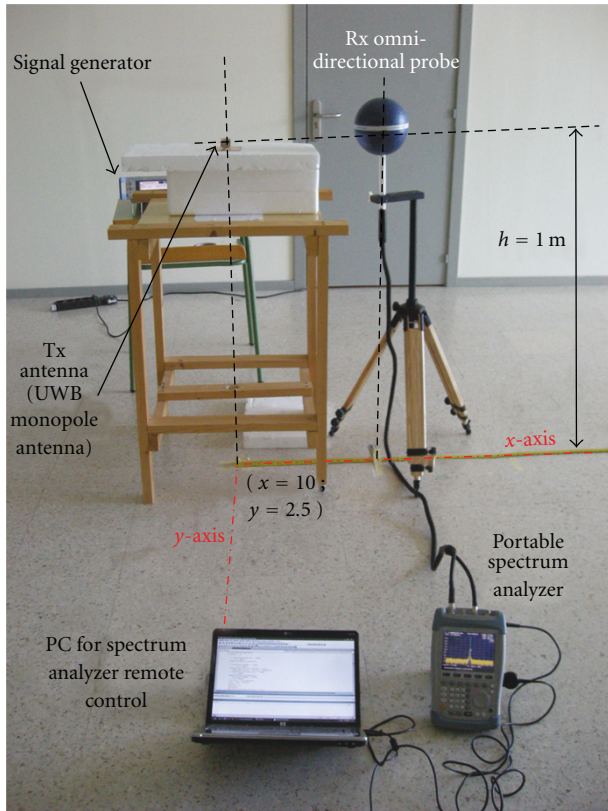 Signal generator
Rx omni-
directional probe
h = 1 m
Tx
antenna
(UWB
monopole
antenna)
x-axis
( x = 10 ;
y = 2.5 )
y-axis
Portable
spectrum
analyzer
PC for spectrum
analyzer remote
control